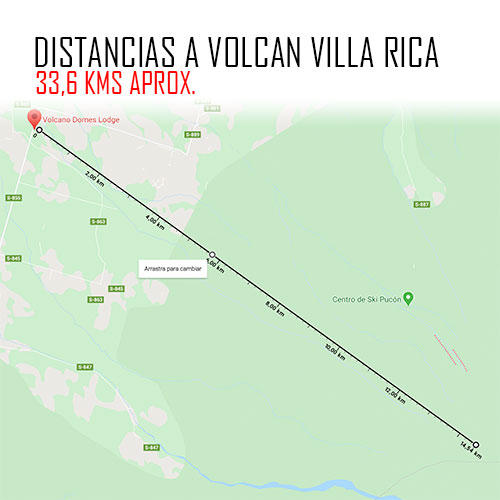 DISTANCIAS A VOLCAN VILLA RICA
33,6 KMS APROX.
Volcano Domes Lodge
0
S-889
2,00 km
S-855
S-887
S-863
4,00 km
S-845
6,00 km
Arrastra para cambiar
S-845
S-863
Centro de Ski Pucón
8,00 km
10,00 km
S-847
12,00 km
14,54 km
S-847